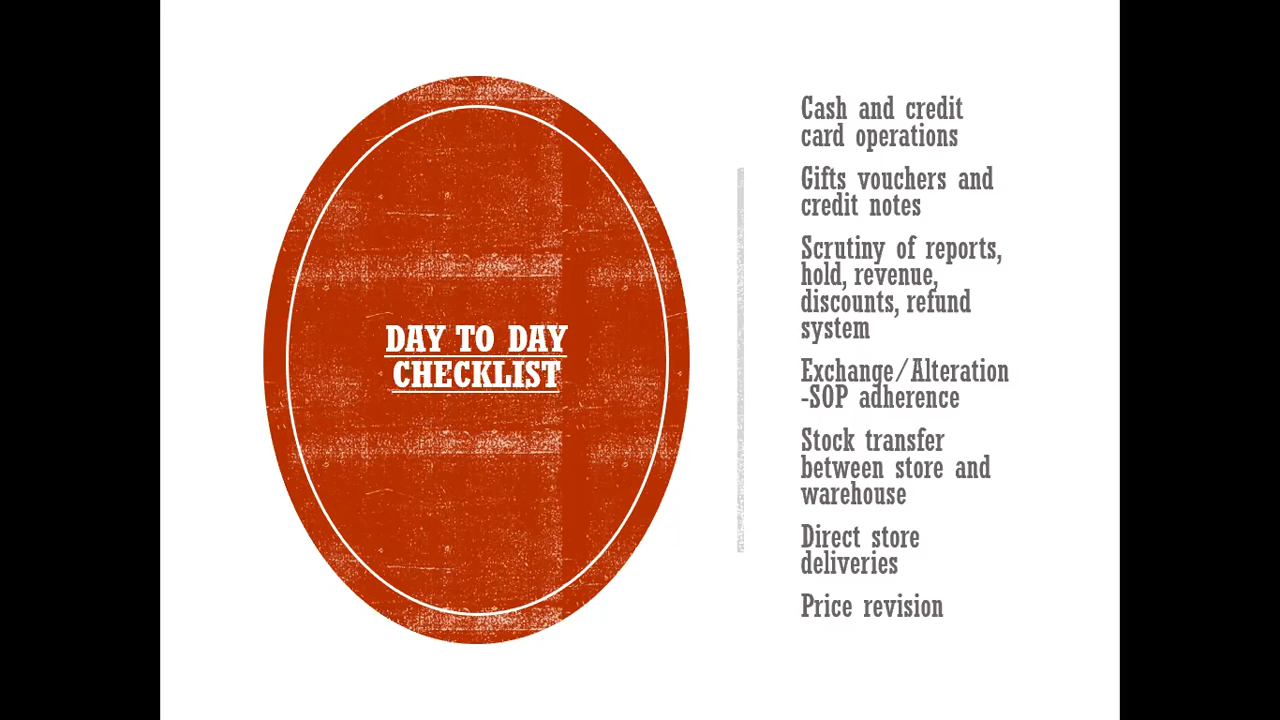 DAY TO DAY
CHECKLIST
Cash and credit
card operations
Gifts vouchers and
credit notes
Scrutiny of reports,
hold, revenue,
discounts, refund
system
Exchange/Alteration
-SOP adherence
Stock transfer
between store and
warehouse
Direct store
deliveries
Price revision